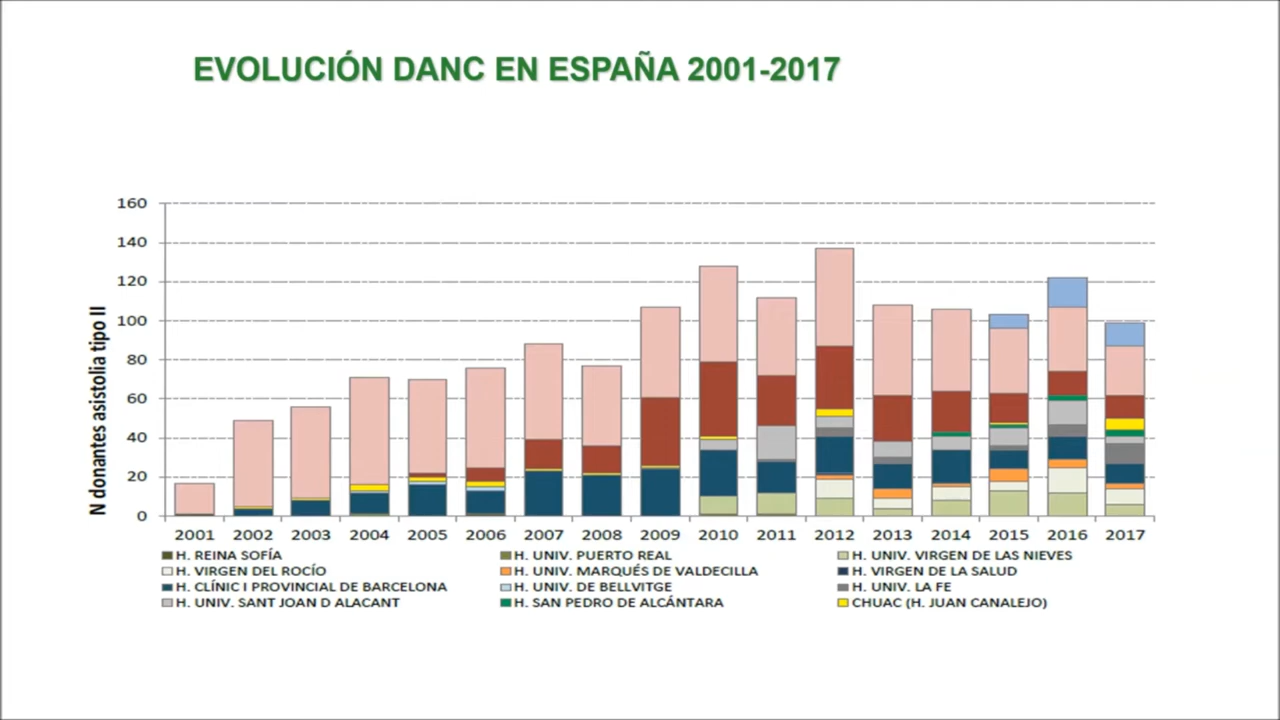 EVOLUCIÓN DANC EN ESPAÑA 2001-2017
N donantes asistolia tipo II
160
140
120
100
80
60
40
20
0
2001 2002 2003 2004 2005 2006 2007 2008 2009 2010 2011 2012 2013 2014 2015 2016 2017
H. REINA SOFÍA H. UNIV. PUERTO REAL H. UNIV. VIRGEN DE LAS NIEVES
H. VIRGEN DEL ROCÍO H. UNIV. MARQUÉS DE VALDECILLA H. VIRGEN DE LA SALUD
H. CLÍNIC I PROVINCIAL DE BARCELONA H. UNIV. DE BELLVITGE H. UNIV. LA FE
H. UNIV. SANT JOAN D ALACANT H. SAN PEDRO DE ALCÁNTARA CHUAC (H. JUAN CANALEJO)